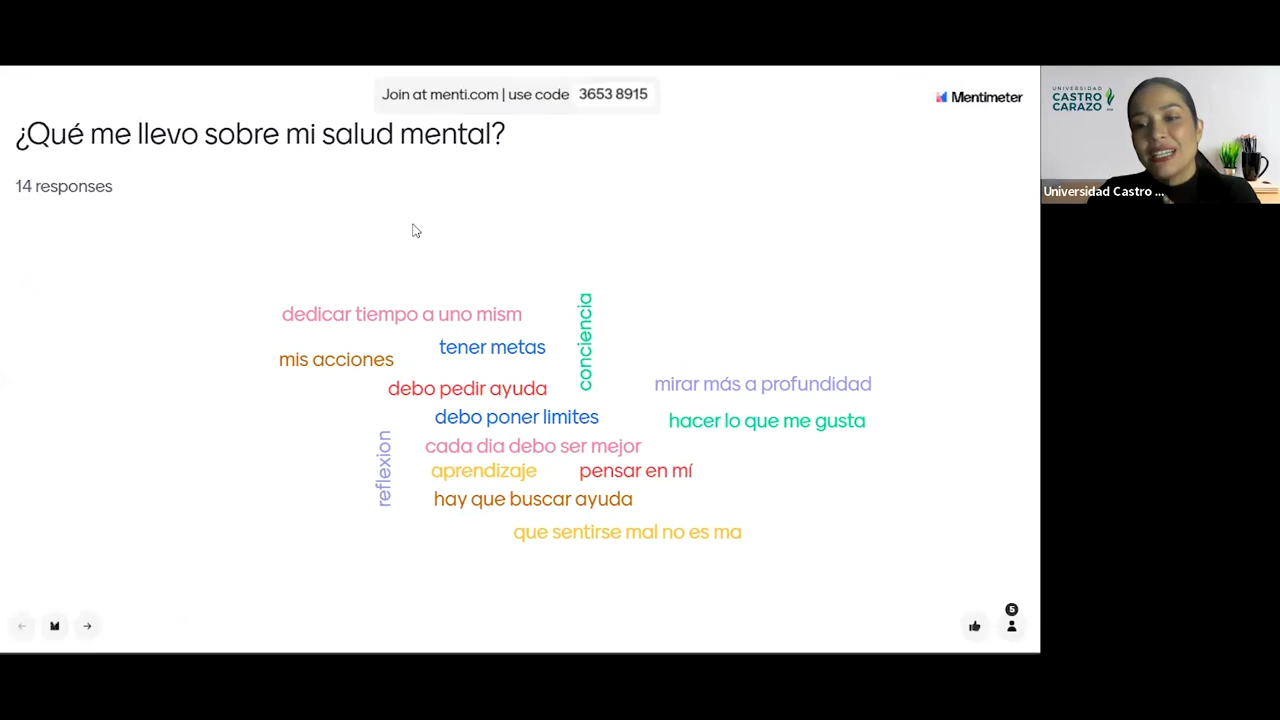 Join at menti.com | use code 3653 8915
Mentimeter
¿Qué me llevo sobre mi salud mental?
14 responses
dedicar tiempo a uno mism
conciencia
tener metas
mis acciones
debo pedir ayuda
mirar más a profundidad
debo poner limites
hacer lo que me gusta
reflexion
cada dia debo ser mejor
aprendizaje
pensar en mí
hay que buscar ayuda
que sentirse mal no es ma
5
UNIVERSIDAD
CASTRO
CARAZO
Universidad Castro ...